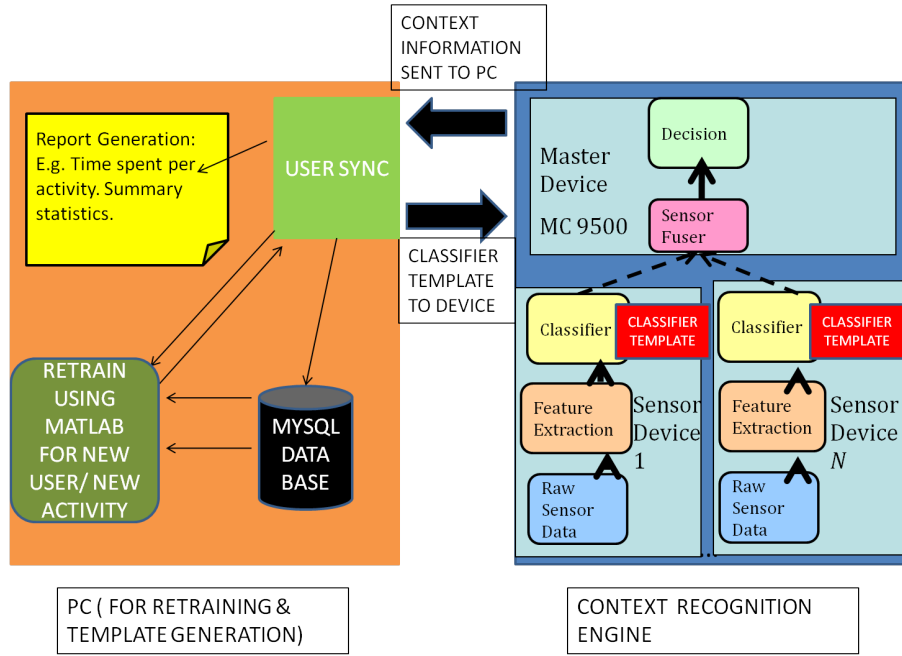 CONTEXT
INFORMATION
SENT TO PC
Report Generation:
E.g. Time spent per
activity. Summary
statistics.
USER SYNC
CLASSIFIER
TEMPLATE
TO DEVICE
RETRAIN
USING
MATLAB
FOR NEW
USER/ NEW
ACTIVITY
MYSQL
DATA
BASE
PC ( FOR RETRAINING &
TEMPLATE GENERATION)
Decision
Master
Device
MC 9500
Sensor
Fuser
Classifier
CLASSIFIER
TEMPLATE
Feature
Extraction
Sensor
Device
1
Raw
Sensor
Data
Classifier
CLASSIFIER
TEMPLATE
Feature
Extraction
Sensor
Device
N
Raw
Sensor
Data
CONTEXT RECOGNITION
ENGINE